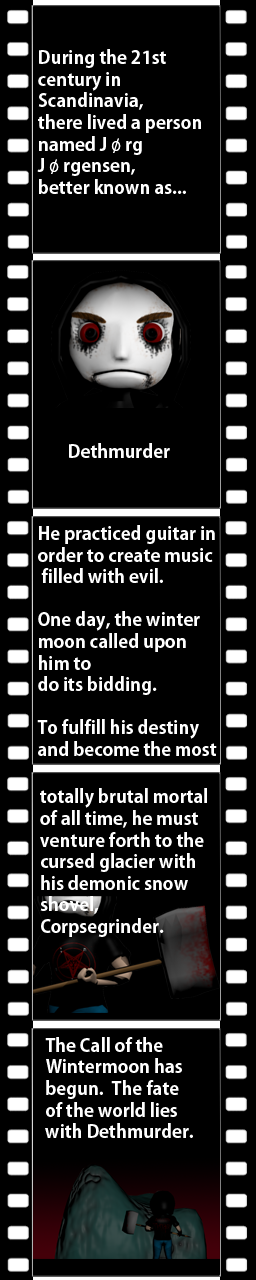 During the 21st
century in
Scandinavia,
there lived a person
named J ø rg
J ø rgensen,
better known as...
Dethmurder
He practiced guitar in
order to create music
filled with evil.
One day, the winter
moon called upon
him to
do its bidding.
To fulfill his destiny
and become the most
totally brutal mortal
of all time, he must
venture forth to the
cursed glacier with
his demonic snow
shovel,
Corpsegrinder.
The Call of the
Wintermoon has
begun. The fate
of the world lies
with Dethmurder.